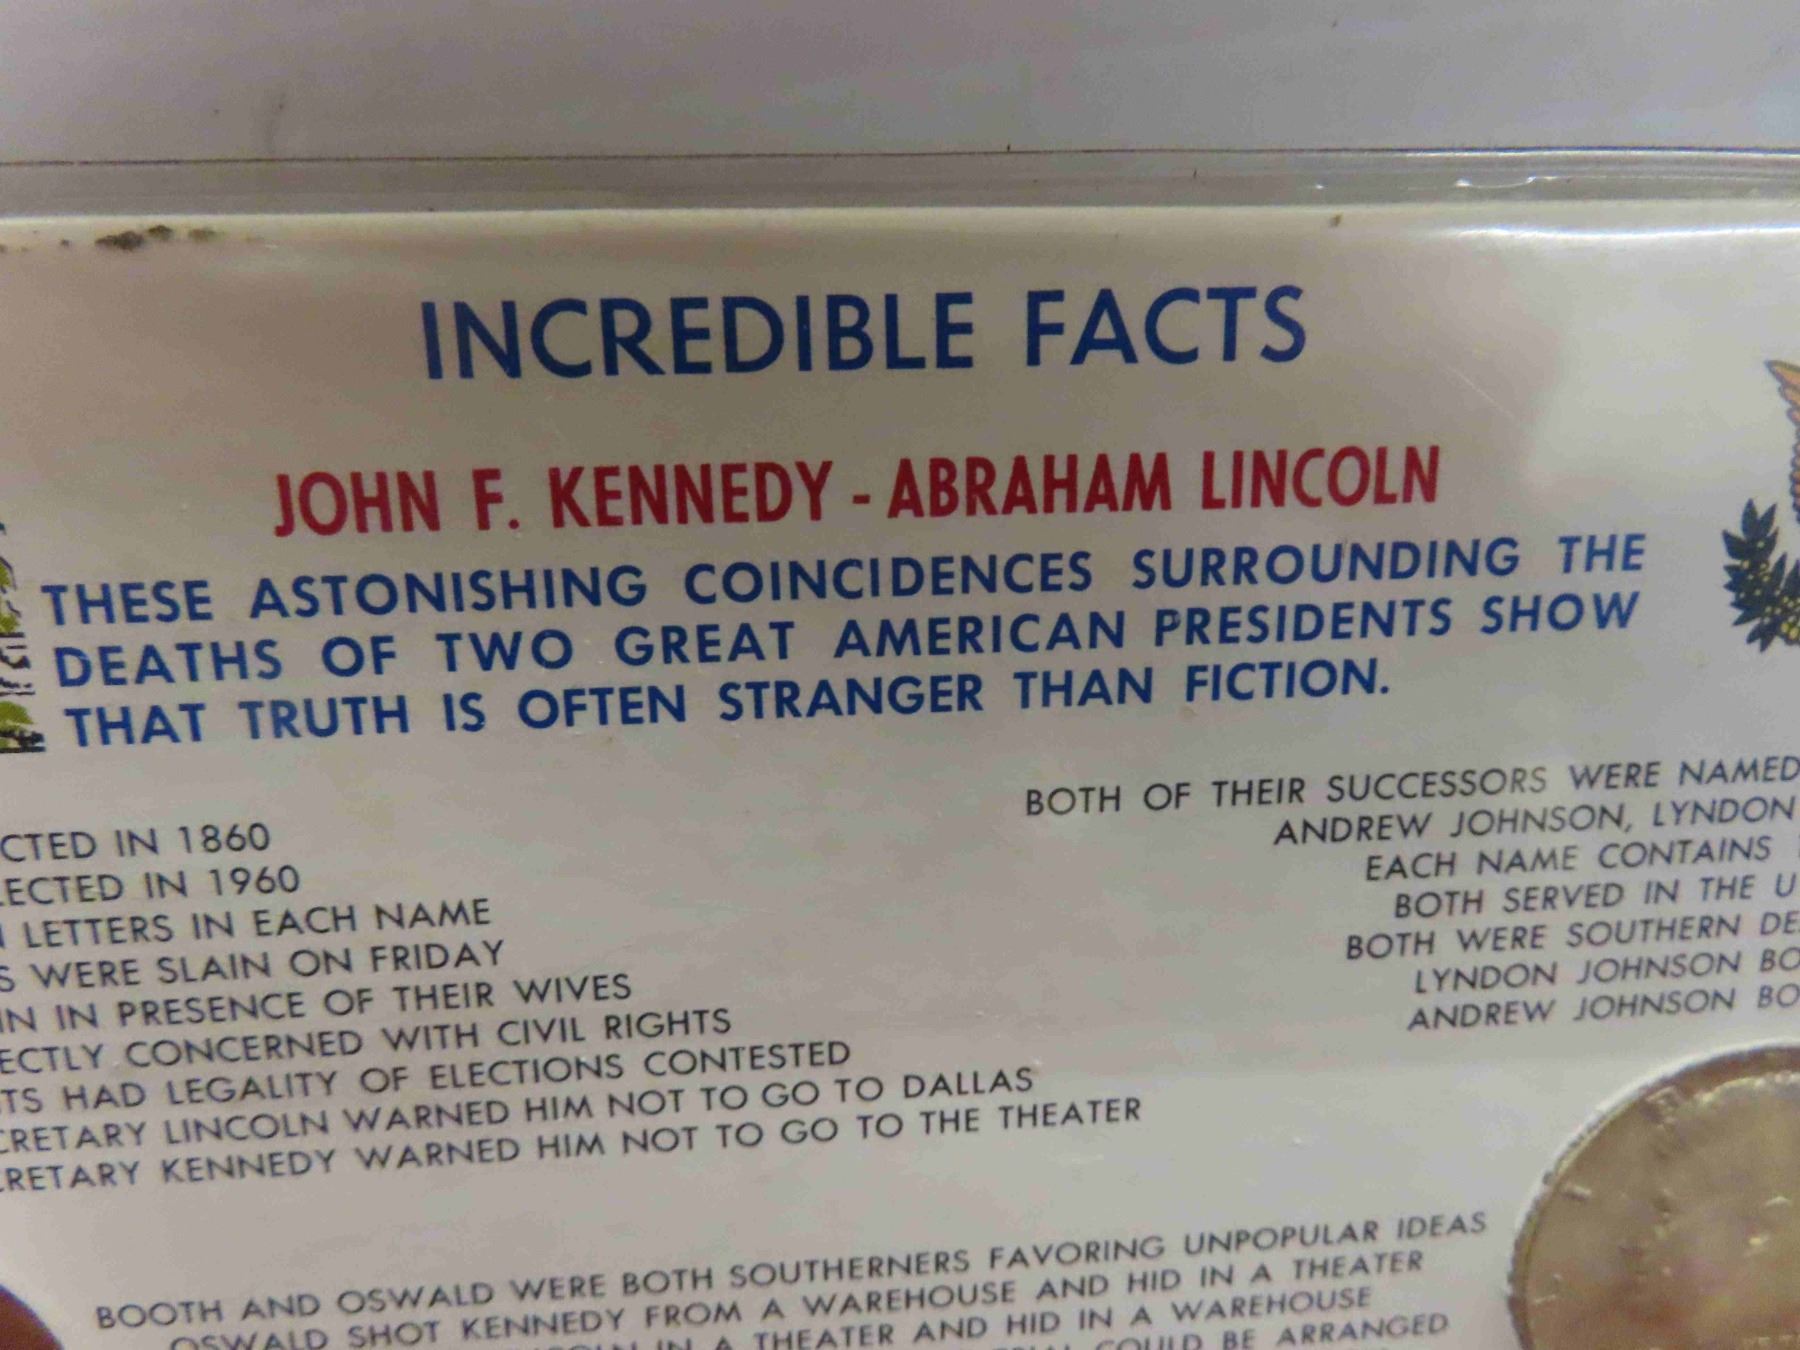 INCREDIBLE FACTS
JOHN F. KENNEDY - ABRAHAM LINCOLN
THESE ASTONISHING COINCIDENCES SURROUNDING THE
DEATHS OF TWO GREAT AMERICAN PRESIDENTS SHOW
THAT TRUTH IS OFTEN STRANGER THAN FICTION.
CTED IN 1860
LECTED IN 1960
LETTERS IN EACH NAME
S WERE SLAIN ON FRIDAY
IN IN PRESENCE OF THEIR WIVES
ECTLY CONCERNED WITH CIVIL RIGHTS
TS HAD LEGALITY OF ELECTIONS CONTESTED
CRETARY LINCOLN WARNED HIM NOT TO GO TO DALLAS
CRETARY KENNEDY WARNED HIM NOT TO GO TO THE THEATER
BOTH OF THEIR SUCCESSORS WERE NAMED
ANDREW JOHNSON, LYNDON
EACH NAME CONTAINS
BOTH SERVED IN THE U
BOTH WERE SOUTHERN DE
LYNDON JOHNSON BO
ANDREW JOHNSON BO
BOOTH AND OSWALD WERE BOTH SOUTHERNERS FAVORING UNPOPULAR IDEAS
OSWALD SHOT KENNEDY FROM A WAREHOUSE AND HID IN A THEATER
IN A THEATER AND HID IN A WAREHOUSE
COULD BE ARRANGED